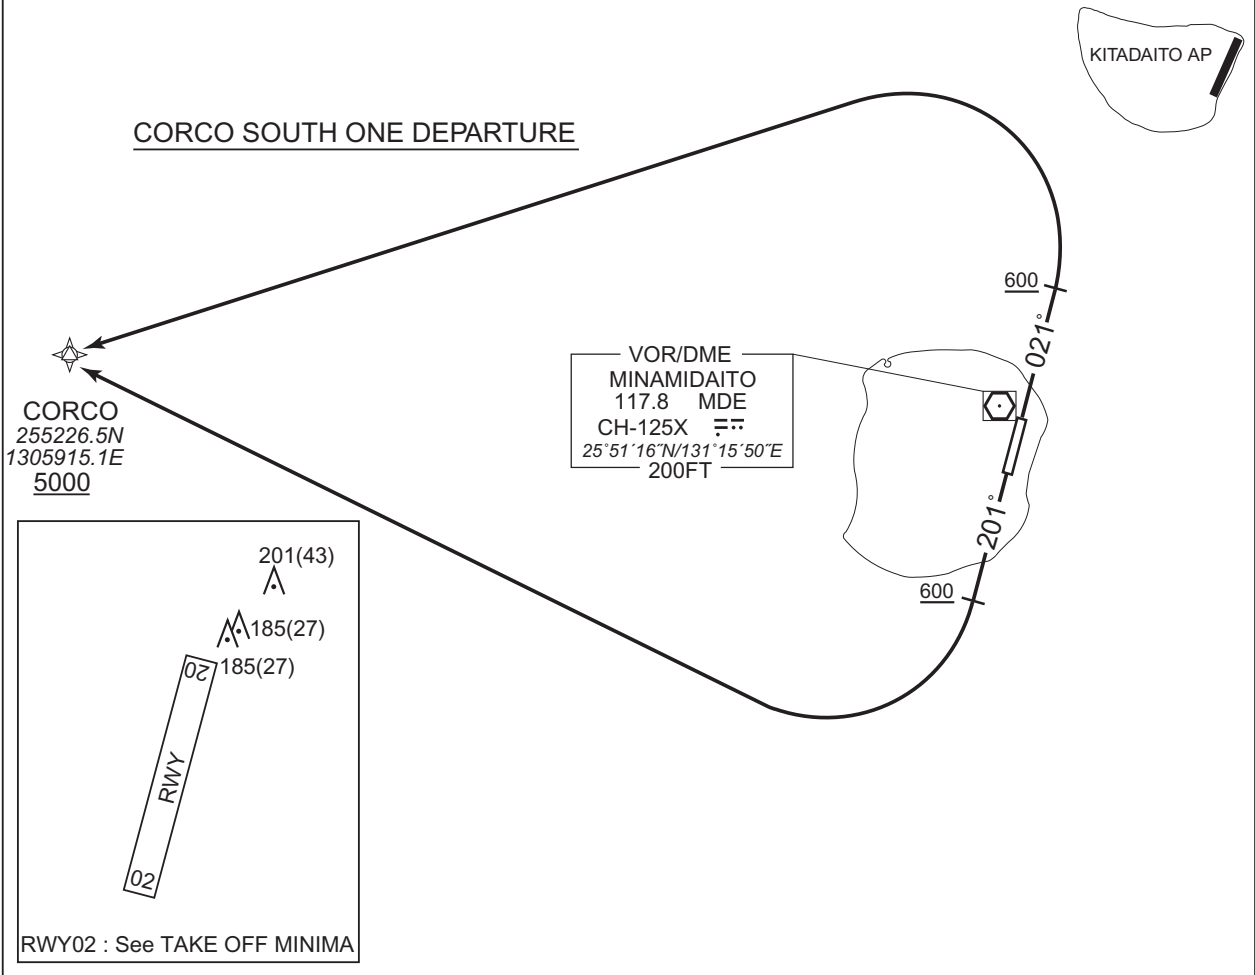 KITADAITO AP
CORCO SOUTH ONE DEPARTURE
600
021°
VOR/DME
MINAMIDAITO
117.8 MDE
CH-125X
25°51´16˝N/131°15´50˝E
200FT
CORCO
255226.5N
1305915.1E
5000
201°
600
201(43)
185(27)
185(27)
20
RWY
02
RWY02 : See TAKE OFF MINIMA